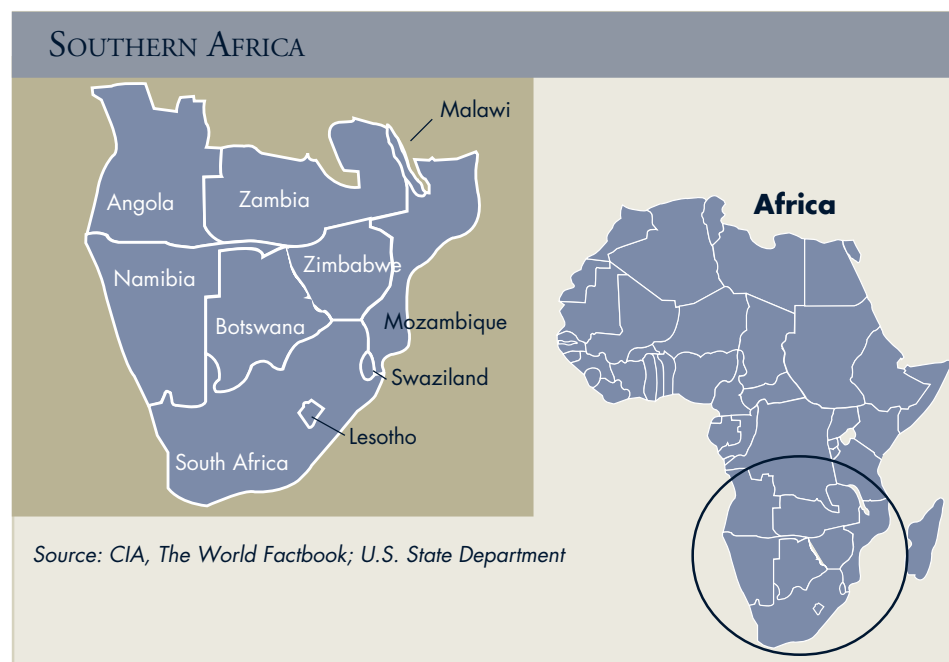 SOUTHERN AFRICA
Malawi
Africa
Angola
Zambia
Namibia
Zimbabwe
Botswana
Mozambique
Swaziland
Lesotho
South Africa
Source: CIA, The World Factbook; U.S. State Department